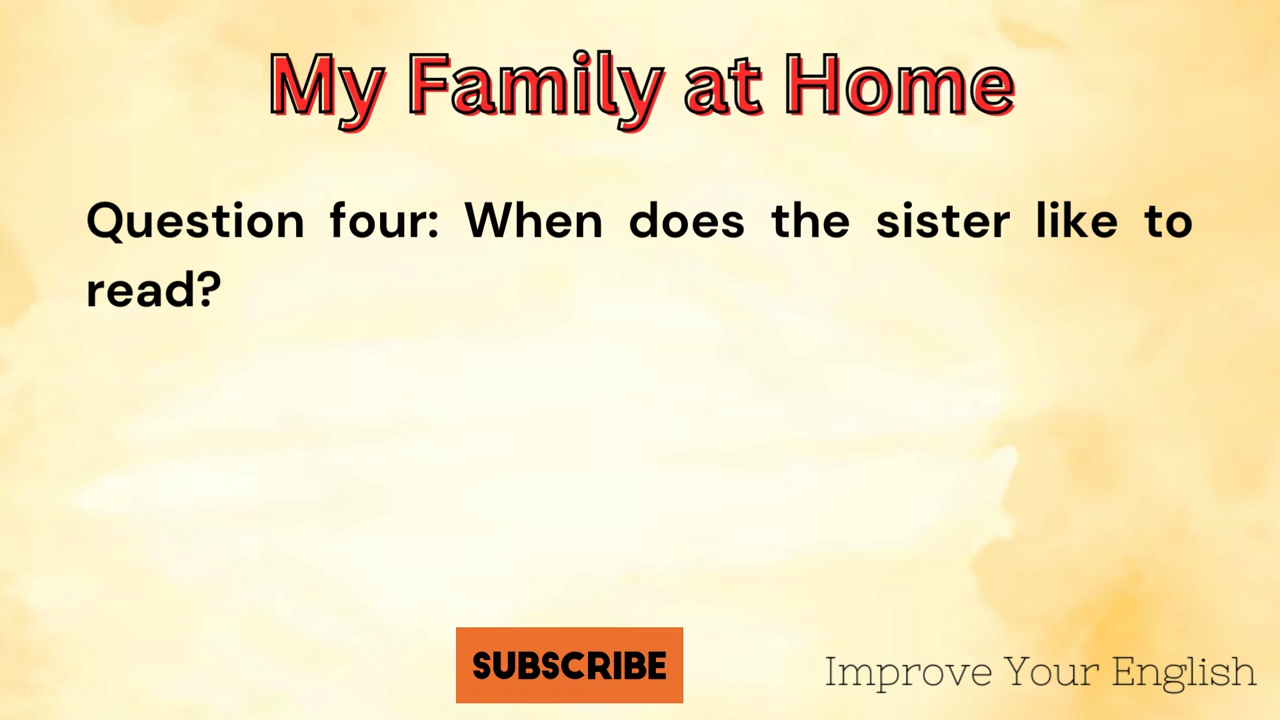 My Family at Home
Question four: When does the sister like to
read?
SUBSCRIBE
Improve Your English